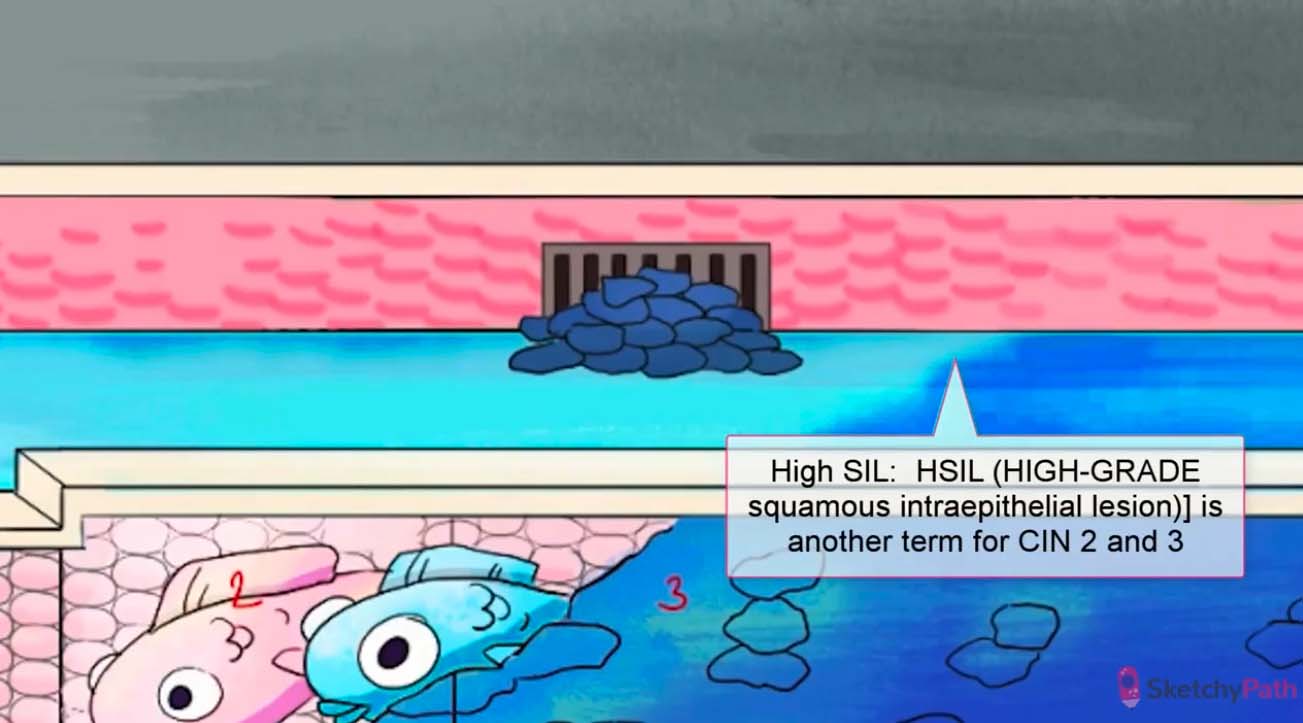 High SIL:  HSIL (HIGH-GRADE
squamous intraepithelial lesion)] is
another term for CIN 2 and 3
2
3
SketchyPath